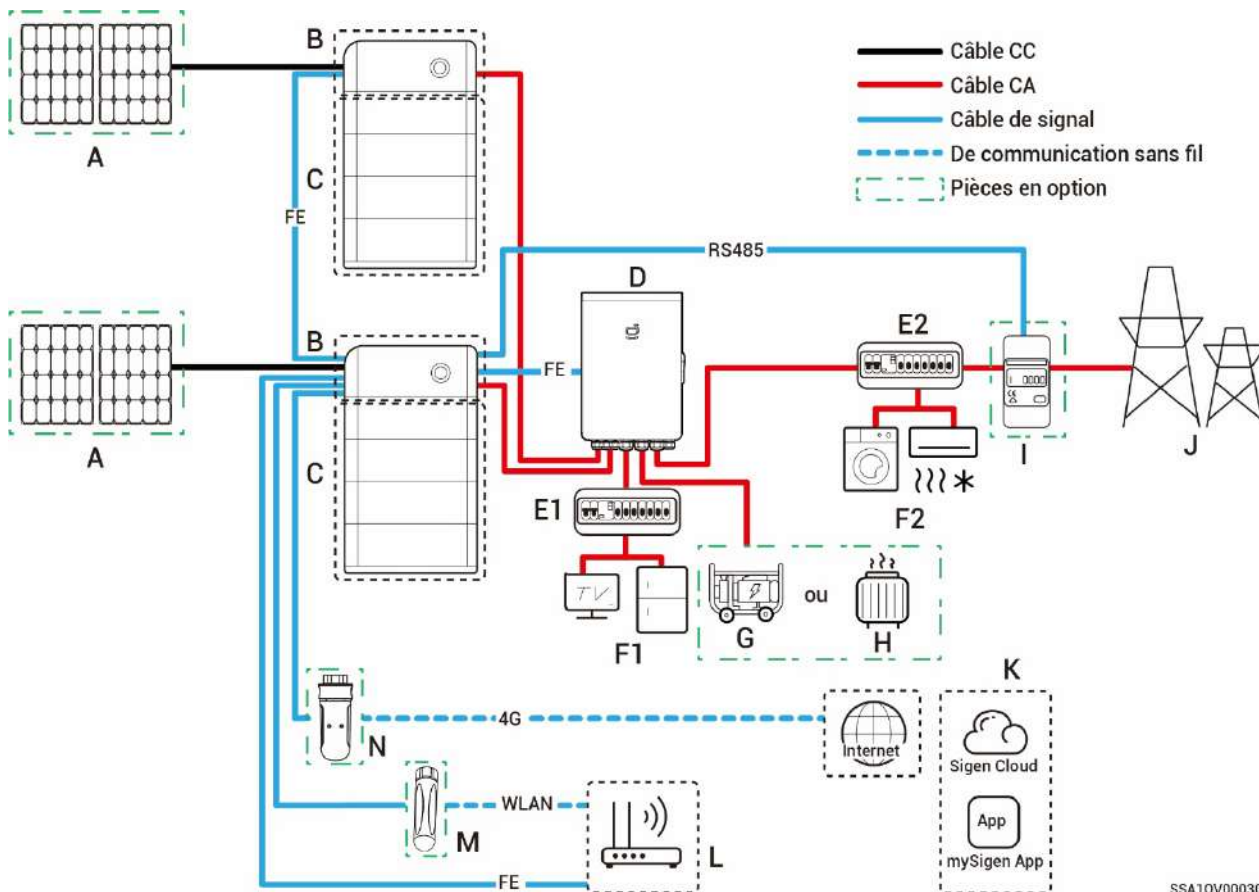 Câble CC
Câble CA
Câble de signal
De communication sans fil
Pièces en option
A
B
C
FE
RS485
D
E2
A
B
C
FE
E1
F2
I
J
TV
F1
ou
G
H
K
N
4G
Internet
Sigen Cloud
App
mySigen App
WLAN
M
L
FE